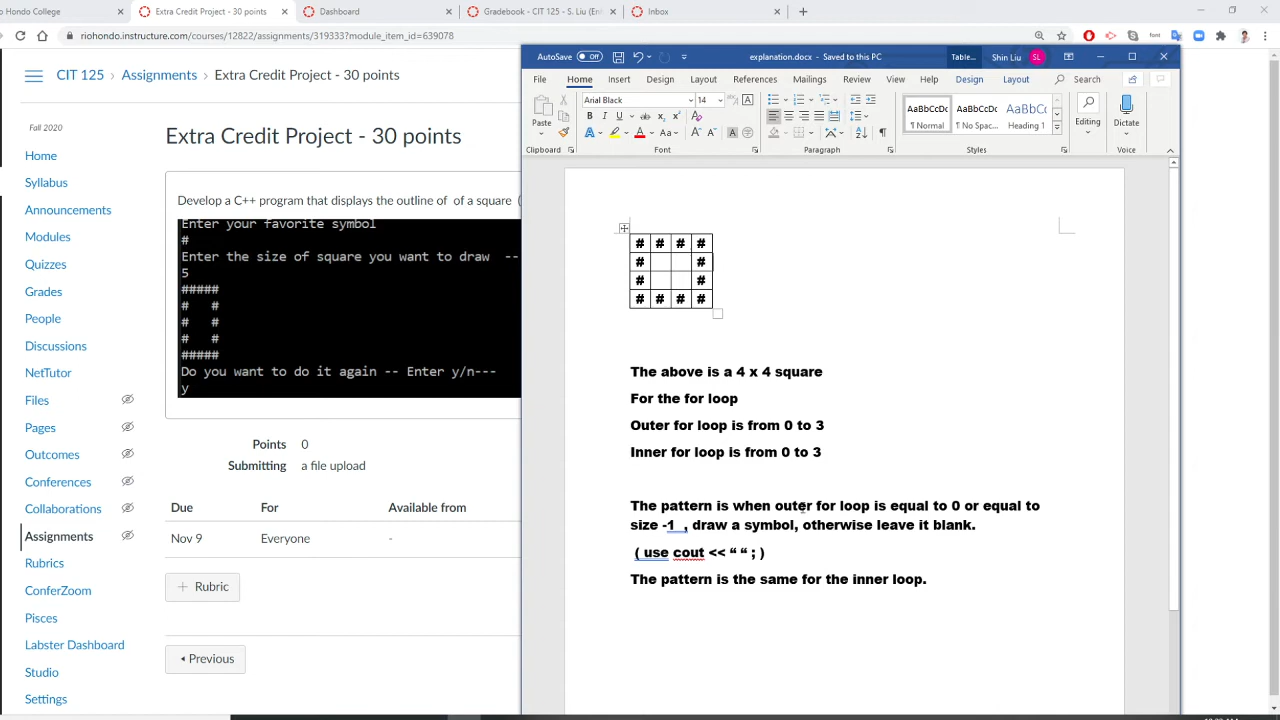 o Hondo College
Extra Credit Project - 30 points
Dashboard
Gradebook - CIT 125 - S. Liu (En
Inbox
riohondo.instructure.com/courses/12822/assignments/319333?module_item_id=639078
AutoSave Off explanation.docx - Saved to this PC Table... Shin Liu SL
File Home Insert Design Layout References Mailings Review View Help Design Layout Search
Arial Black 14
AaBbCcDc AaBbCcDc AaBbCc
¶ Normal ¶ No Spac... Heading 1
Paste Editing Dictate
Clipboard Font Paragraph Styles Voice
CIT 125 Assignments Extra Credit Project - 30 points
Fall 2020
Home
Syllabus
Announcements
Modules
Quizzes
Grades
People
Discussions
NetTutor
Files
Pages
Outcomes
Conferences
Collaborations
Assignments
Rubrics
ConferZoom
Pisces
Labster Dashboard
Studio
Settings
Extra Credit Project - 30 points
Develop a C++ program that displays the outline of of a square (
Enter your favorite symbol
#
Enter the size of square you want to draw --
5
#####
# #
# #
# #
#####
Do you want to do it again -- Enter y/n---
y
Points 0
Submitting a file upload
Due For Available from
Nov 9 Everyone -
+ Rubric
Previous
# # # #
# #
# #
# # # #
The above is a 4 x 4 square
For the for loop
Outer for loop is from 0 to 3
Inner for loop is from 0 to 3
The pattern is when outer for loop is equal to 0 or equal to
size -1 , draw a symbol, otherwise leave it blank.
( use cout << “ “ ; )
The pattern is the same for the inner loop.